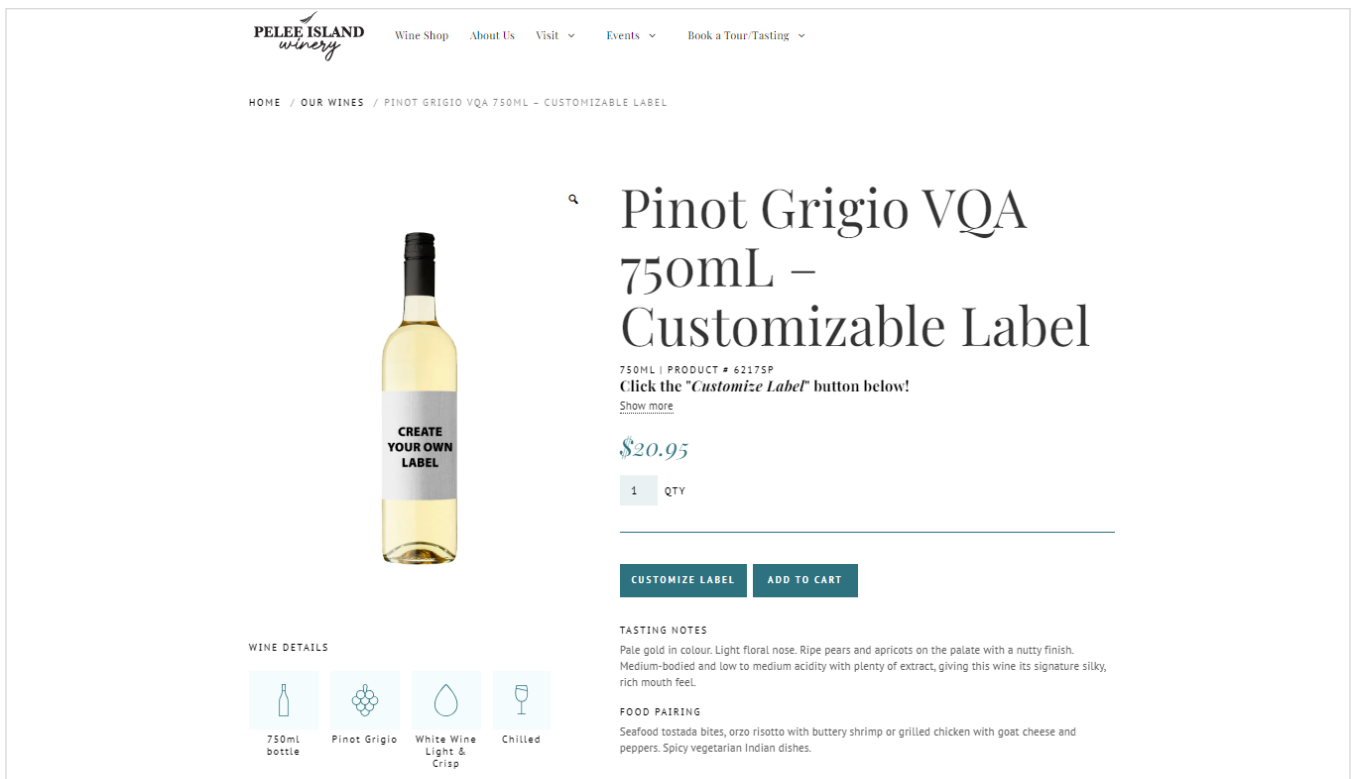 PELEE ISLAND
winery
Wine Shop About Us Visit Events Book a Tour/Tasting
HOME / OUR WINES / PINOT GRIGIO VQA 750ML – CUSTOMIZABLE LABEL
Pinot Grigio VQA
750mL –
Customizable Label
750ML | PRODUCT # 6217SP
Click the "Customize Label" button below!
Show more
$20.95
1 QTY
CREATE
YOUR OWN
LABEL
CUSTOMIZE LABEL ADD TO CART
WINE DETAILS
750ml
bottle
Pinot Grigio
White Wine
Light &
Crisp
Chilled
TASTING NOTES
Pale gold in colour. Light floral nose. Ripe pears and apricots on the palate with a nutty finish.
Medium-bodied and low to medium acidity with plenty of extract, giving this wine its signature silky,
rich mouth feel.
FOOD PAIRING
Seafood tostada bites, orzo risotto with buttery shrimp or grilled chicken with goat cheese and
peppers. Spicy vegetarian Indian dishes.